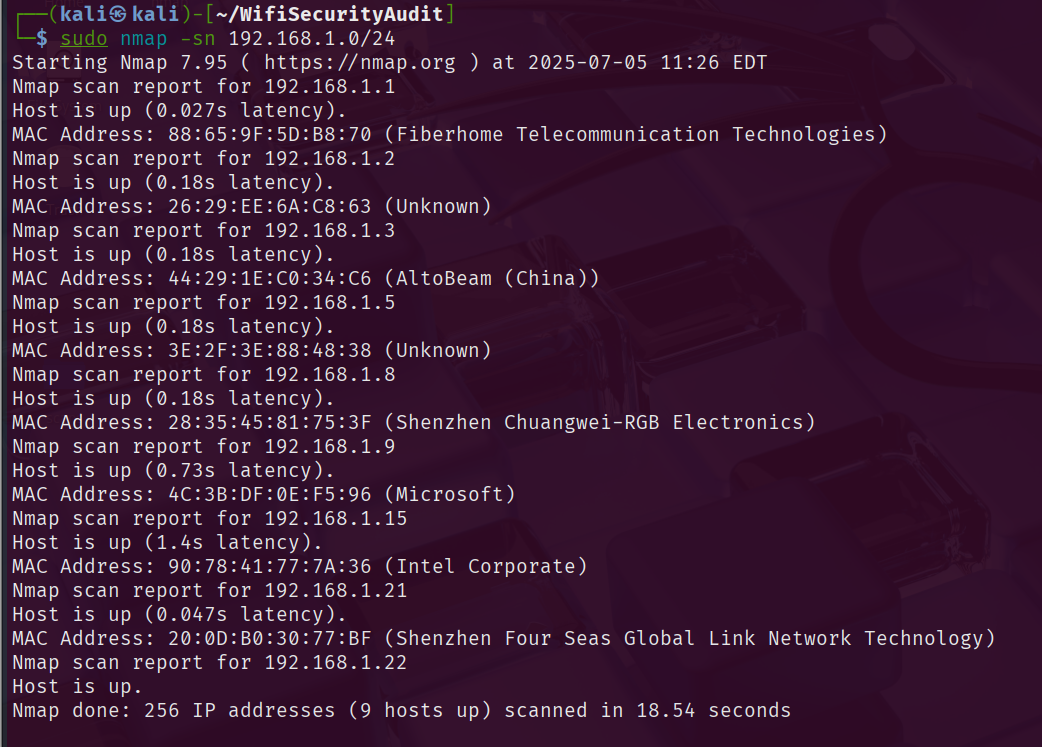 ┌──(kali㉿kali)-[~/WifiSecurityAudit]
└─$ sudo nmap -sn 192.168.1.0/24
Starting Nmap 7.95 ( https://nmap.org ) at 2025-07-05 11:26 EDT
Nmap scan report for 192.168.1.1
Host is up (0.027s latency).
MAC Address: 88:65:9F:5D:B8:70 (Fiberhome Telecommunication Technologies)
Nmap scan report for 192.168.1.2
Host is up (0.18s latency).
MAC Address: 26:29:EE:6A:C8:63 (Unknown)
Nmap scan report for 192.168.1.3
Host is up (0.18s latency).
MAC Address: 44:29:1E:C0:34:C6 (AltoBeam (China))
Nmap scan report for 192.168.1.5
Host is up (0.18s latency).
MAC Address: 3E:2F:3E:88:48:38 (Unknown)
Nmap scan report for 192.168.1.8
Host is up (0.18s latency).
MAC Address: 28:35:45:81:75:3F (Shenzhen Chuangwei-RGB Electronics)
Nmap scan report for 192.168.1.9
Host is up (0.73s latency).
MAC Address: 4C:3B:DF:0E:F5:96 (Microsoft)
Nmap scan report for 192.168.1.15
Host is up (1.4s latency).
MAC Address: 90:78:41:77:7A:36 (Intel Corporate)
Nmap scan report for 192.168.1.21
Host is up (0.047s latency).
MAC Address: 20:0D:B0:30:77:BF (Shenzhen Four Seas Global Link Network Technology)
Nmap scan report for 192.168.1.22
Host is up.
Nmap done: 256 IP addresses (9 hosts up) scanned in 18.54 seconds